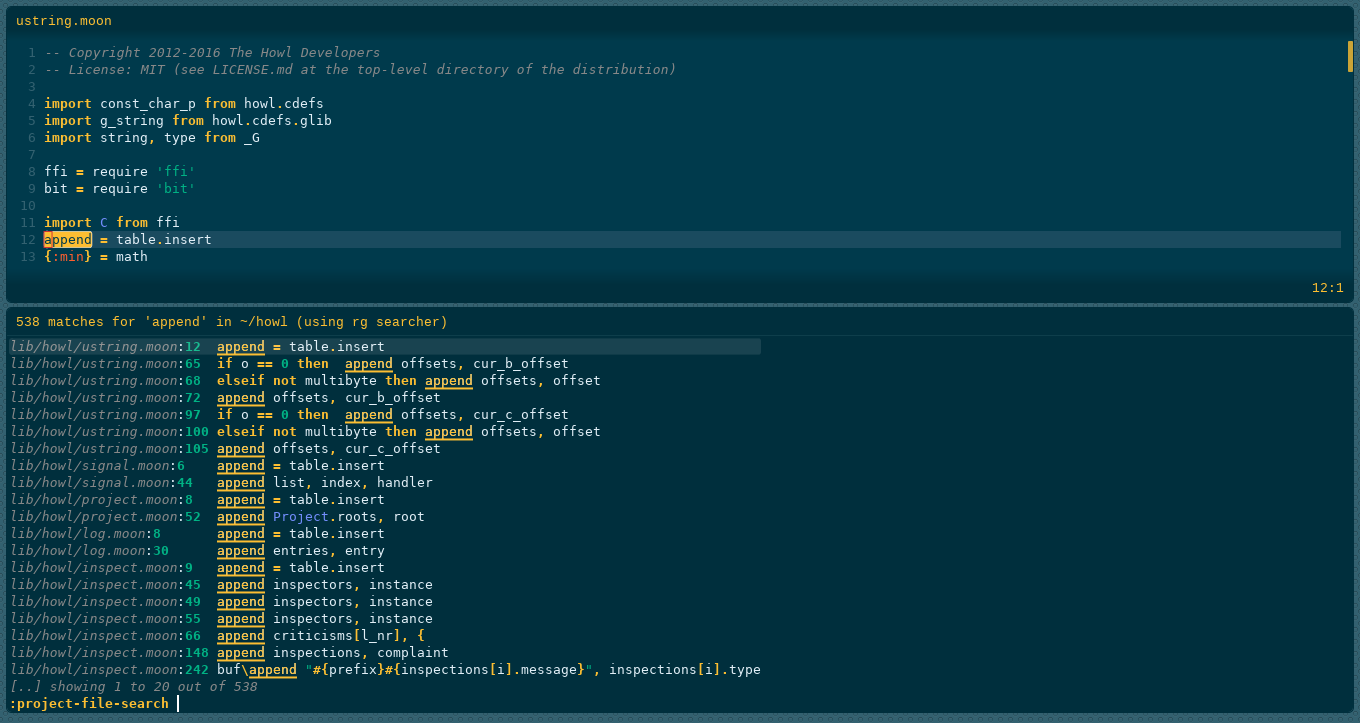 ustring.moon
1 -- Copyright 2012-2016 The Howl Developers
2 -- License: MIT (see LICENSE.md at the top-level directory of the distribution)
3
4 import const_char_p from howl.cdefs
5 import g_string from howl.cdefs.glib
6 import string, type from _G
7
8 ffi = require 'ffi'
9 bit = require 'bit'
10
11 import C from ffi
12 append = table.insert
13 {:min} = math
12:1
538 matches for 'append' in ~/howl (using rg searcher)
lib/howl/ustring.moon:12 append = table.insert
lib/howl/ustring.moon:65 if o == 0 then  append offsets, cur_b_offset
lib/howl/ustring.moon:68 elseif not multibyte then append offsets, offset
lib/howl/ustring.moon:72 append offsets, cur_b_offset
lib/howl/ustring.moon:97 if o == 0 then  append offsets, cur_c_offset
lib/howl/ustring.moon:100 elseif not multibyte then append offsets, offset
lib/howl/ustring.moon:105 append offsets, cur_c_offset
lib/howl/signal.moon:6 append = table.insert
lib/howl/signal.moon:44 append list, index, handler
lib/howl/project.moon:8 append = table.insert
lib/howl/project.moon:52 append Project.roots, root
lib/howl/log.moon:8 append = table.insert
lib/howl/log.moon:30 append entries, entry
lib/howl/inspect.moon:9 append = table.insert
lib/howl/inspect.moon:45 append inspectors, instance
lib/howl/inspect.moon:49 append inspectors, instance
lib/howl/inspect.moon:55 append inspectors, instance
lib/howl/inspect.moon:66 append criticisms[l_nr], {
lib/howl/inspect.moon:148 append inspections, complaint
lib/howl/inspect.moon:242 buf\append "#{prefix}#{inspections[i].message}", inspections[i].type
[..] showing 1 to 20 out of 538
:project-file-search